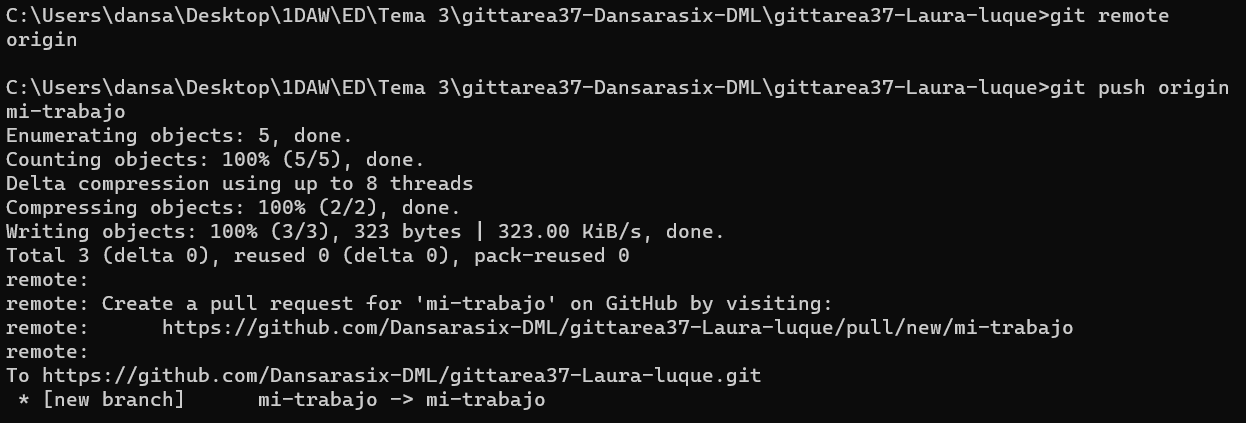 C:\Users\dansa\Desktop\1DAW\ED\Tema 3\gittarea37-Dansarasix-DML\gittarea37-Laura-luque>git remote
origin
C:\Users\dansa\Desktop\1DAW\ED\Tema 3\gittarea37-Dansarasix-DML\gittarea37-Laura-luque>git push origin
mi-trabajo
Enumerating objects: 5, done.
Counting objects: 100% (5/5), done.
Delta compression using up to 8 threads
Compressing objects: 100% (2/2), done.
Writing objects: 100% (3/3), 323 bytes | 323.00 KiB/s, done.
Total 3 (delta 0), reused 0 (delta 0), pack-reused 0
remote:
remote: Create a pull request for 'mi-trabajo' on GitHub by visiting:
remote:      https://github.com/Dansarasix-DML/gittarea37-Laura-luque/pull/new/mi-trabajo
remote:
To https://github.com/Dansarasix-DML/gittarea37-Laura-luque.git
 * [new branch]      mi-trabajo -> mi-trabajo